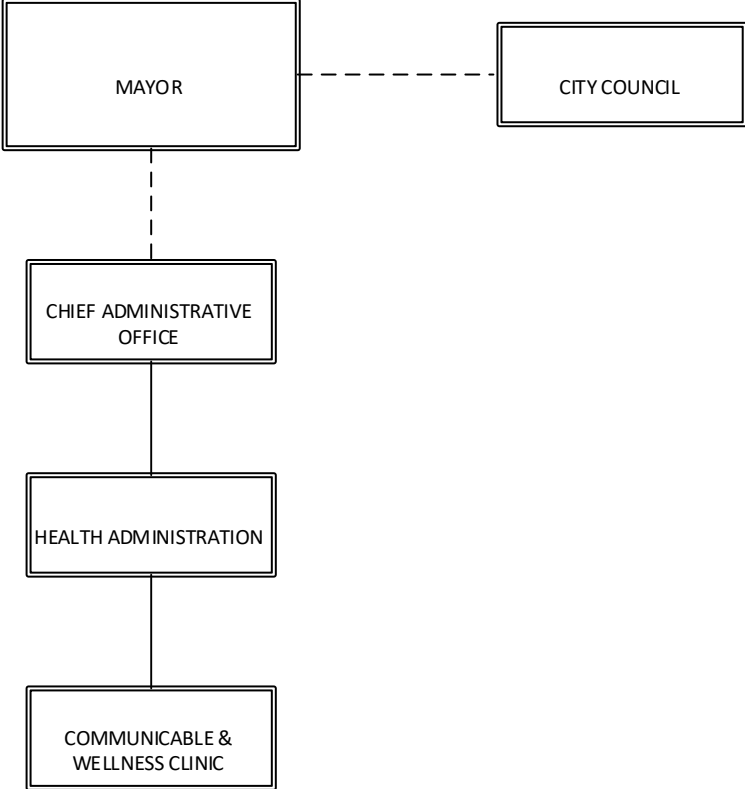 MAYOR
CITY COUNCIL
CHIEF ADMINISTRATIVE
OFFICE
HEALTH ADMINISTRATION
COMMUNICABLE &
WELLNESS CLINIC